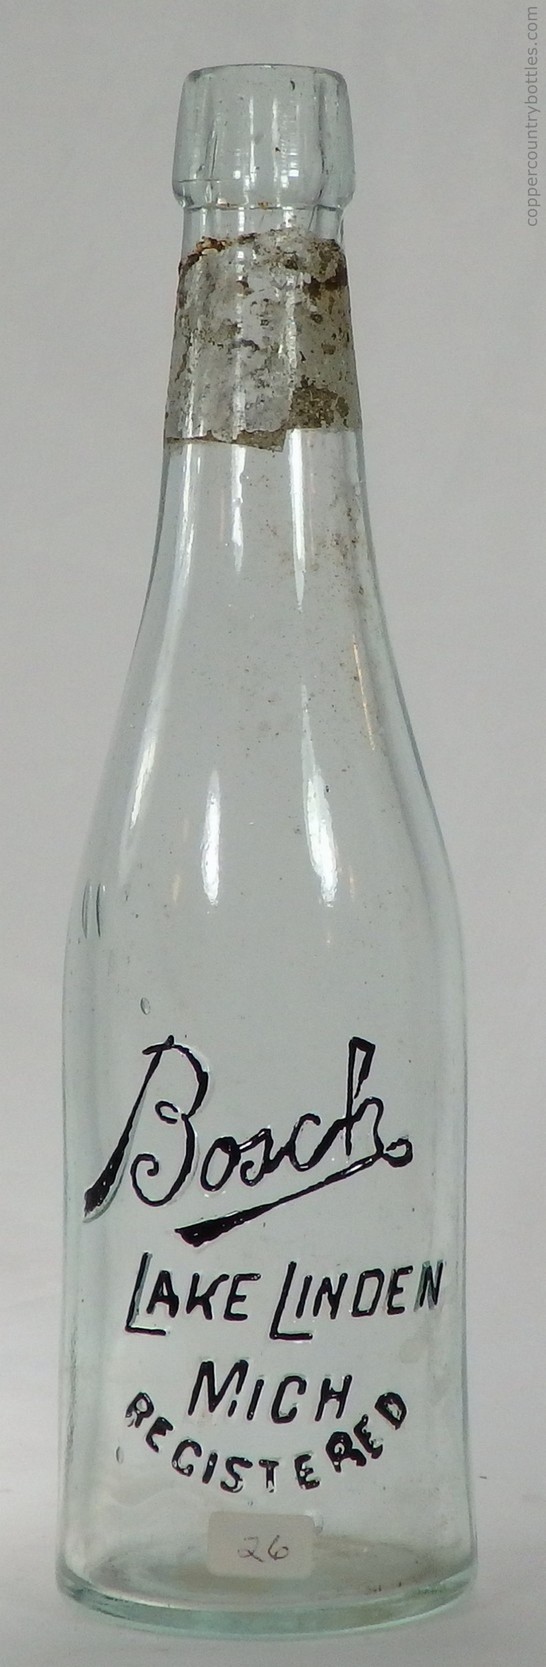 coppercountrybottles.com
Bosch
LAKE LINDEN
MICH
REGISTERED
26